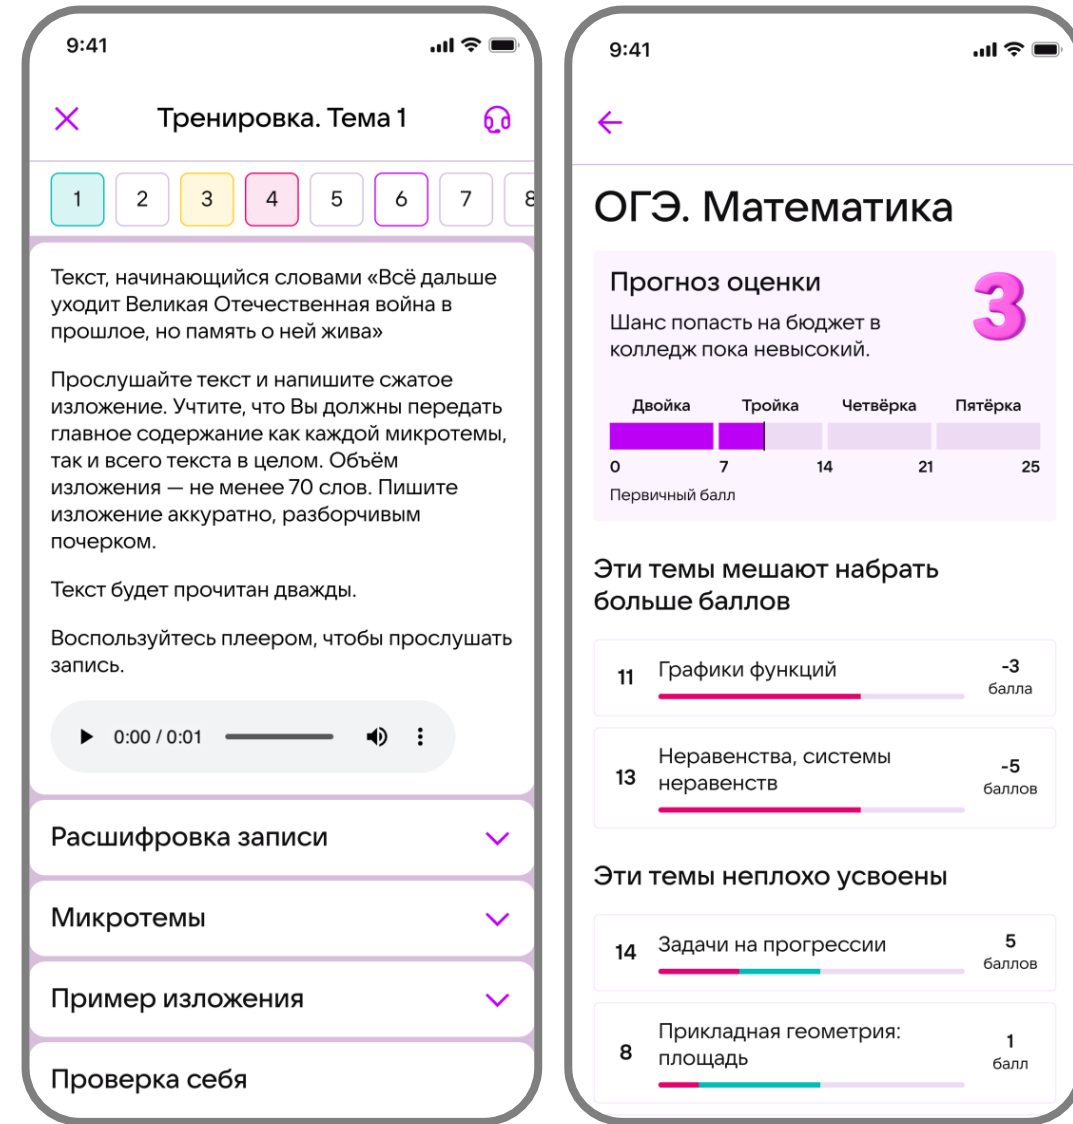 9:41
Тренировка. Тема 1
1 2 3 4 5 6 7 8
Текст, начинающийся словами «Всё дальше
уходит Великая Отечественная война в
прошлое, но память о ней жива»
Прослушайте текст и напишите сжатое
изложение. Учтите, что Вы должны передать
главное содержание как каждой микротемы,
так и всего текста в целом. Объём
изложения — не менее 70 слов. Пишите
изложение аккуратно, разборчивым
почерком.
Текст будет прочитан дважды.
Воспользуйтесь плеером, чтобы прослушать
запись.
0:00 / 0:01
Расшифровка записи
Микротемы
Пример изложения
Проверка себя
9:41
ОГЭ. Математика
Прогноз оценки
3
Шанс попасть на бюджет в
колледж пока невысокий.
Двойка Тройка Четвёрка Пятёрка
0 7 14 21 25
Первичный балл
Эти темы мешают набрать
больше баллов
11 Графики функций -3
балла
13 Неравенства, системы
неравенств
-5
баллов
Эти темы неплохо усвоены
14 Задачи на прогрессии 5
баллов
8 Прикладная геометрия:
площадь
1
балл